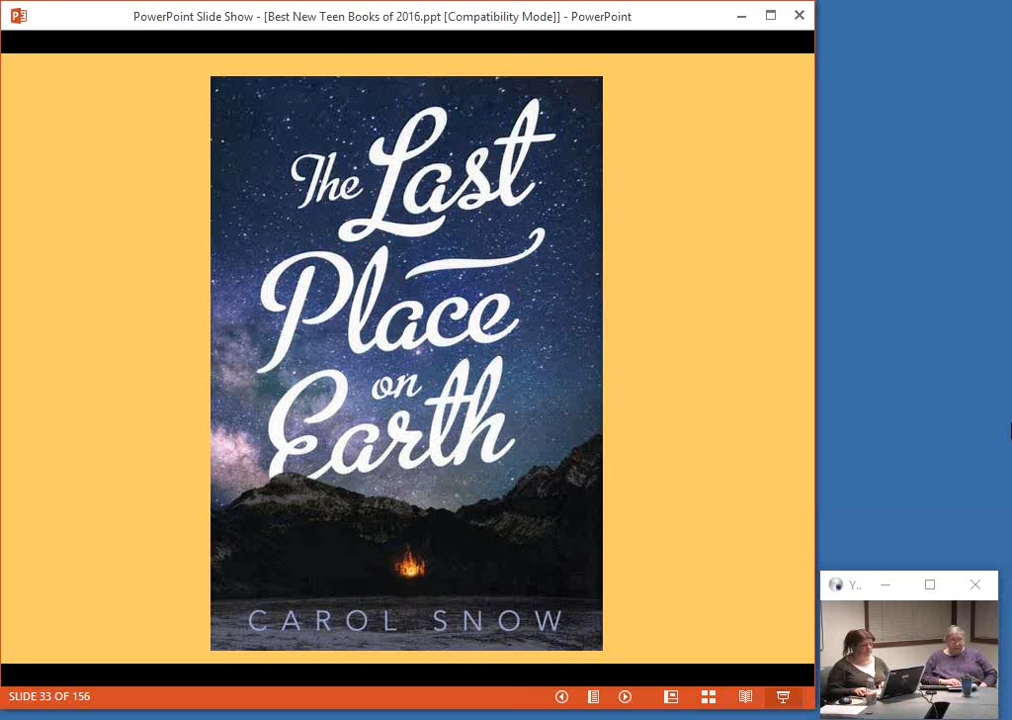 PowerPoint Slide Show - [Best New Teen Books of 2016.ppt [Compatibility Mode]] - PowerPoint
The Last
Place
on
Earth
CAROL SNOW
Y..
SLIDE 33 OF 156